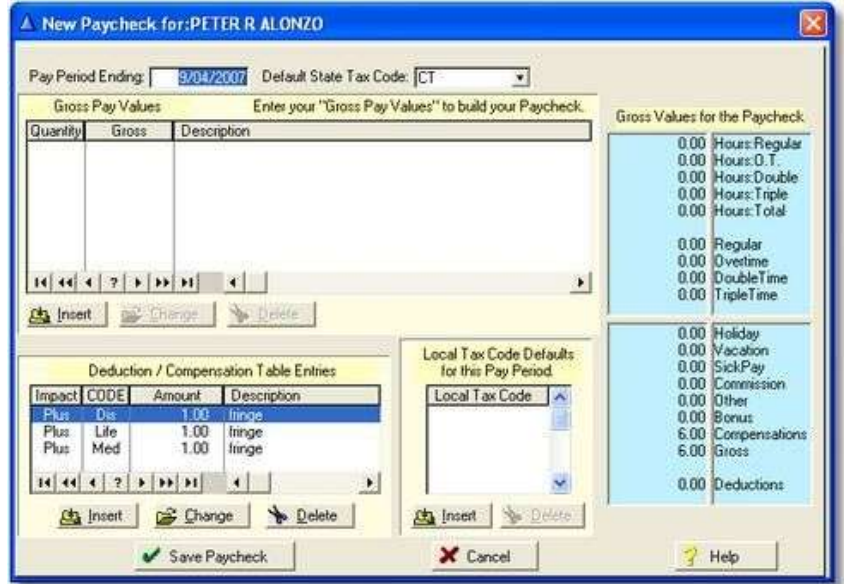 New Paycheck for:PETER R ALONZO
Pay Period Ending: 9/04/2007 Default State Tax Code: CT
Gross Pay Values Enter your "Gross Pay Values" to build your Paycheck.
Quantity Gross Description
Insert Change Delete
Gross Values for the Paycheck
0.00 Hours:Regular
0.00 Hours:O.T.
0.00 Hours:Double
0.00 Hours:Triple
0.00 Hours:Total
0.00 Regular
0.00 Overtime
0.00 DoubleTime
0.00 TripleTime
0.00 Holiday
0.00 Vacation
0.00 SickPay
0.00 Commission
0.00 Other
0.00 Bonus
6.00 Compensations
6.00 Gross
0.00 Deductions
Deduction / Compensation Table Entries
Impact CODE Amount Description
Plus Dis 1.00 fringe
Plus Life 1.00 fringe
Plus Med 1.00 fringe
Insert Change Delete
Local Tax Code Defaults
for this Pay Period.
Local Tax Code
Insert Delete
Save Paycheck Cancel Help